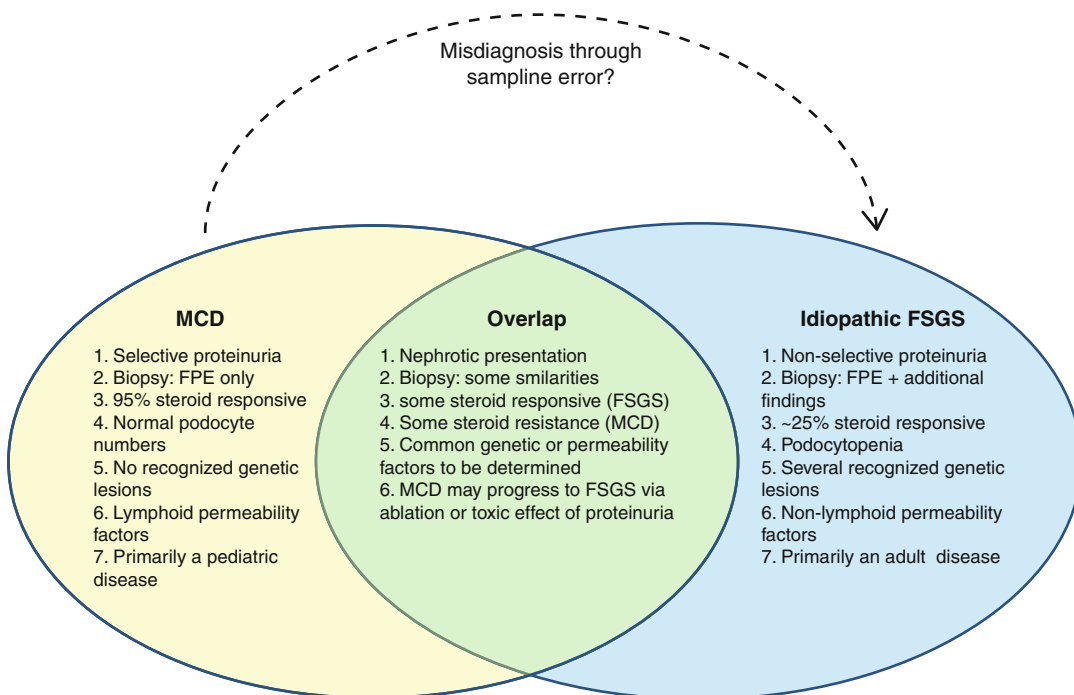 Misdiagnosis through
sampline error?
MCD
1. Selective proteinuria
2. Biopsy: FPE only
3. 95% steroid responsive
4. Normal podocyte
numbers
5. No recognized genetic
lesions
6. Lymphoid permeability
factors
7. Primarily a pediatric
disease
Overlap
1. Nephrotic presentation
2. Biopsy: some smilarities
3. some steroid responsive (FSGS)
4. Some steroid resistance (MCD)
5. Common genetic or permeability
factors to be determined
6. MCD may progress to FSGS via
ablation or toxic effect of proteinuria
Idiopathic FSGS
1. Non-selective proteinuria
2. Biopsy: FPE + additional
findings
3. ~25% steroid responsive
4. Podocytopenia
5. Several recognized genetic
lesions
6. Non-lymphoid permeability
factors
7. Primarily an adult disease